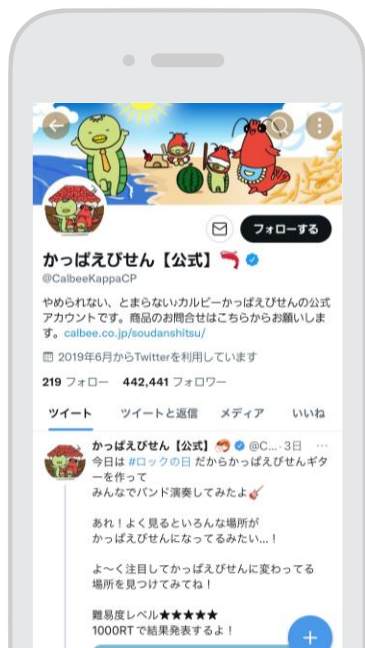 フォローする
かっぱえびせん【公式】🦐
@CalbeeKappaCP
やめられない、とまらない♪カルビーかっぱえびせんの公式
アカウントです。商品のお問合せはこちらからお願いしま
す。calbee.co.jp/soudanshitsu/
2019年6月からTwitterを利用しています
219 フォロー 442,441 フォロワー
ツイート ツイートと返信 メディア いいね
かっぱえびせん【公式】🦐 @C... · 3日
今日は #ロックの日 だからかっぱえびせんギタ
ーを作って
みんなでバンド演奏してみたよ🎸
あれ！よく見るといろんな場所が
かっぱえびせんになってるみたい…！
よ〜く注目してかっぱえびせんに変わってる
場所を見つけてみてね！
難易度レベル★★★★★
1000RTで結果発表するよ！